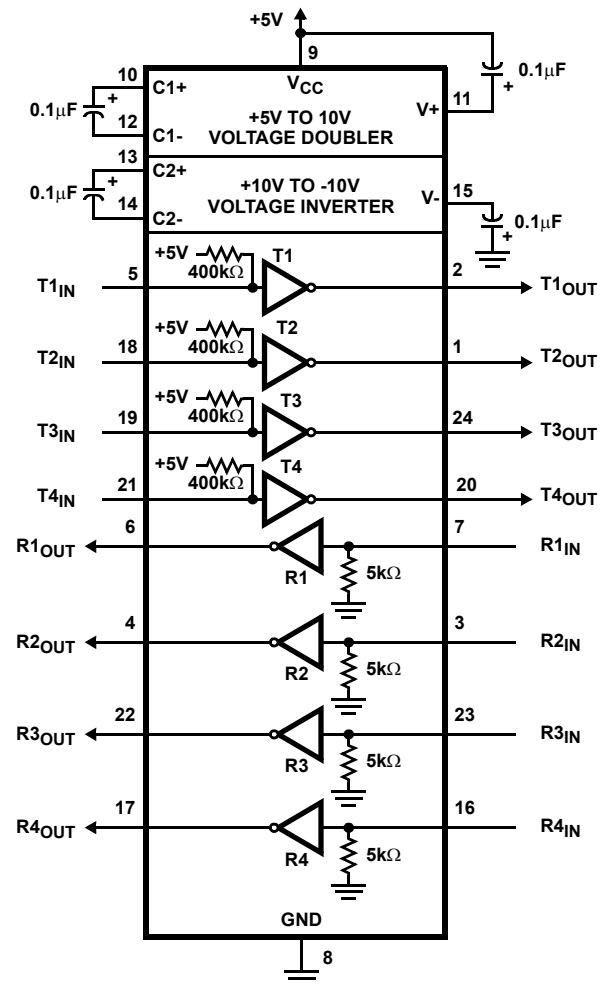 +5V
9
VCC
0.1µF
+
10
C1+
0.1µF
+
12
C1-
+5V TO 10V
VOLTAGE DOUBLER
V+
11
13
C2+
0.1µF
+
14
C2-
+10V TO -10V
VOLTAGE INVERTER
V-
15
0.1µF
+
+5V
400kΩ
T1
T1IN
5
2
T1OUT
+5V
400kΩ
T2
T2IN
18
1
T2OUT
+5V
400kΩ
T3
T3IN
19
24
T3OUT
+5V
400kΩ
T4
T4IN
21
20
T4OUT
R1OUT
6
7
R1IN
R1
5kΩ
R2OUT
4
3
R2IN
R2
5kΩ
R3OUT
22
23
R3IN
R3
5kΩ
R4OUT
17
16
R4IN
R4
5kΩ
GND
8